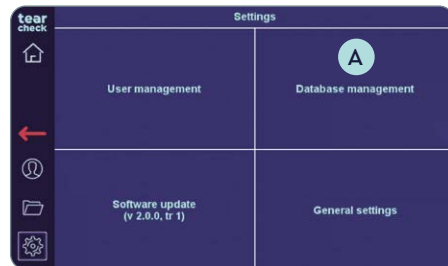 tear
check
Settings
User management
A
Database management
Software update
(v 2.0.0, tr 1)
General settings